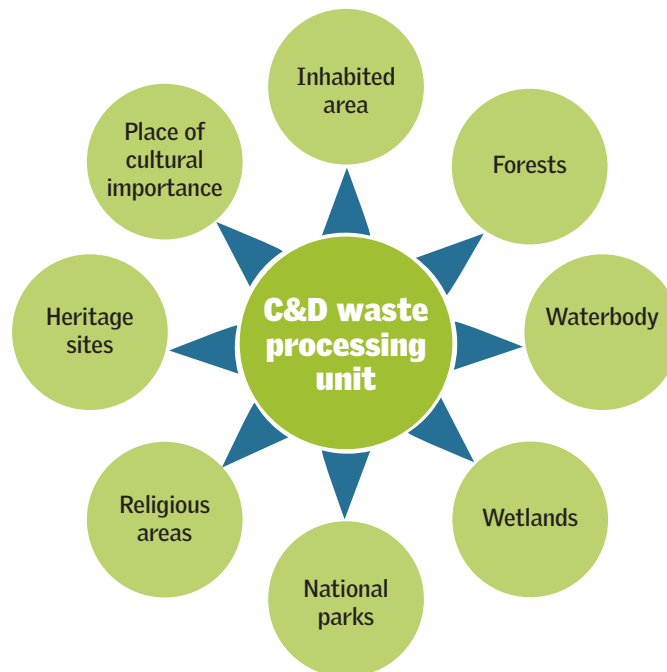 Inhabited
area
Place of
cultural
importance
Forests
Heritage
sites
C&D waste
processing
unit
Waterbody
Religious
areas
Wetlands
National
parks